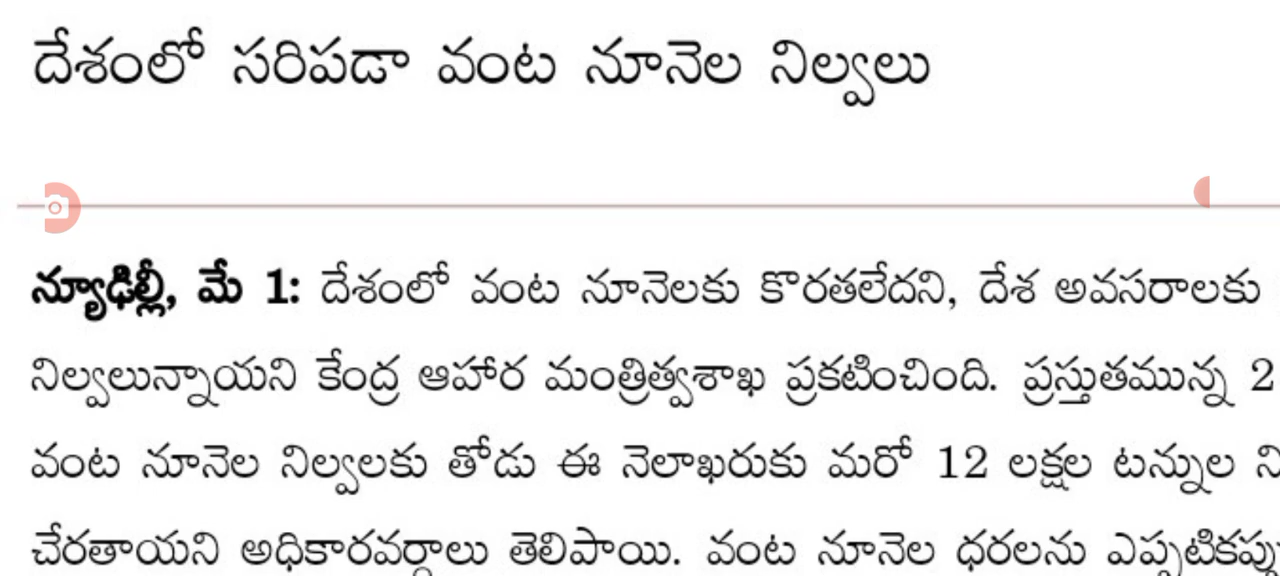 దేశంలో సరిపడా వంట నూనెల నిల్వలు
న్యూఢిల్లీ, మే 1: దేశంలో వంట నూనెలకు కొరతలేదని, దేశ అవసరాలకు
నిల్వలున్నాయని కేంద్ర ఆహార మంత్రిత్వశాఖ ప్రకటించింది. ప్రస్తుతమున్న 2
వంట నూనెల నిల్వలకు తోడు ఈ నెలాఖరుకు మరో 12 లక్షల టన్నుల
చేరతాయని అధికారవర్గాలు తెలిపాయి. వంట నూనెల ధరలను